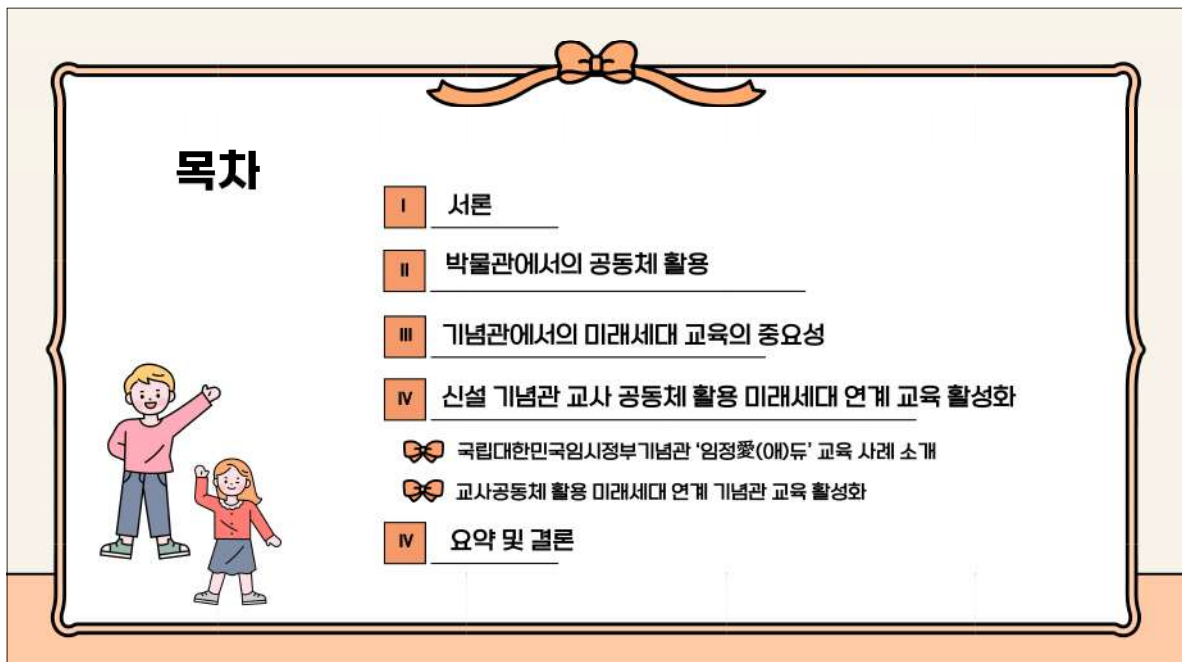 목차
I 서론
II 박물관에서의 공동체 활용
III 기념관에서의 미래세대 교육의 중요성
IV 신설 기념관 교사 공동체 활용 미래세대 연계 교육 활성화
국립대한민국임시정부기념관 ‘임정愛(애)듀’ 교육 사례 소개
교사공동체 활용 미래세대 연계 기념관 교육 활성화
IV 요약 및 결론